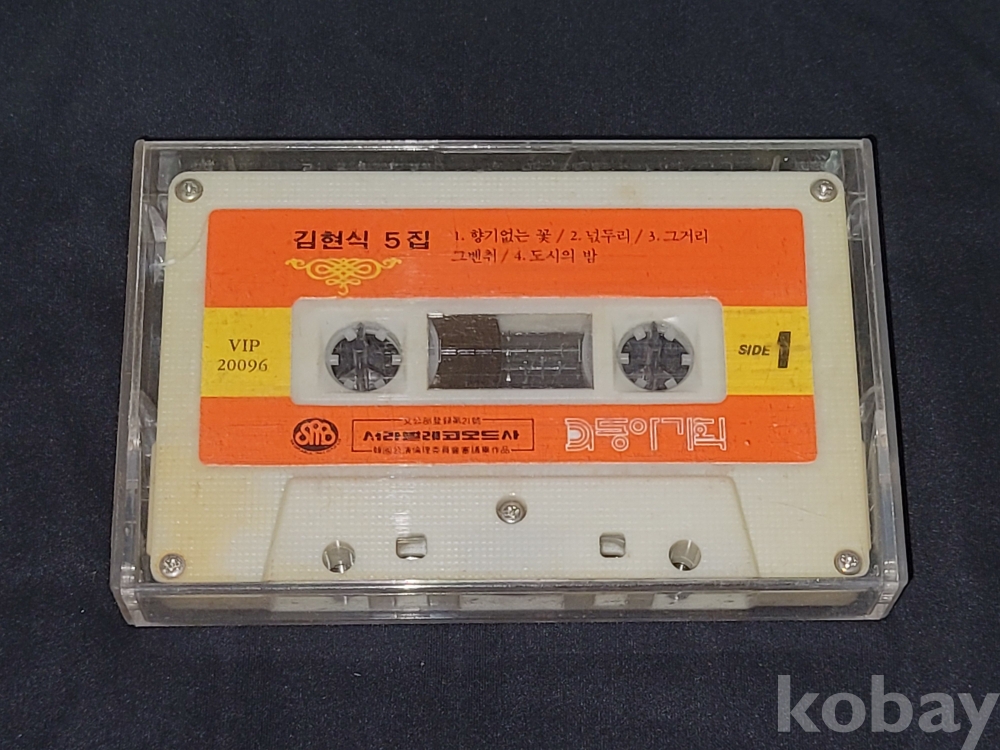 김현식 5집
1. 향기없는 꽃 / 2. 넋두리 / 3. 그거리
그벤취 / 4. 도시의 밤
VIP
20096
SIDE 1
SRB
서라벌레코오드사
동아기획
kobay